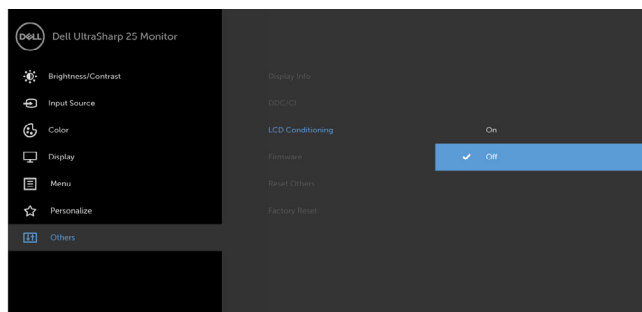 DELL Dell UltraSharp 25 Monitor
Brightness/Contrast
Input Source
Color
Display
Menu
Personalize
Others
Display Info
DDC/CI
LCD Conditioning
Firmware
Reset Others
Factory Reset
On
Off